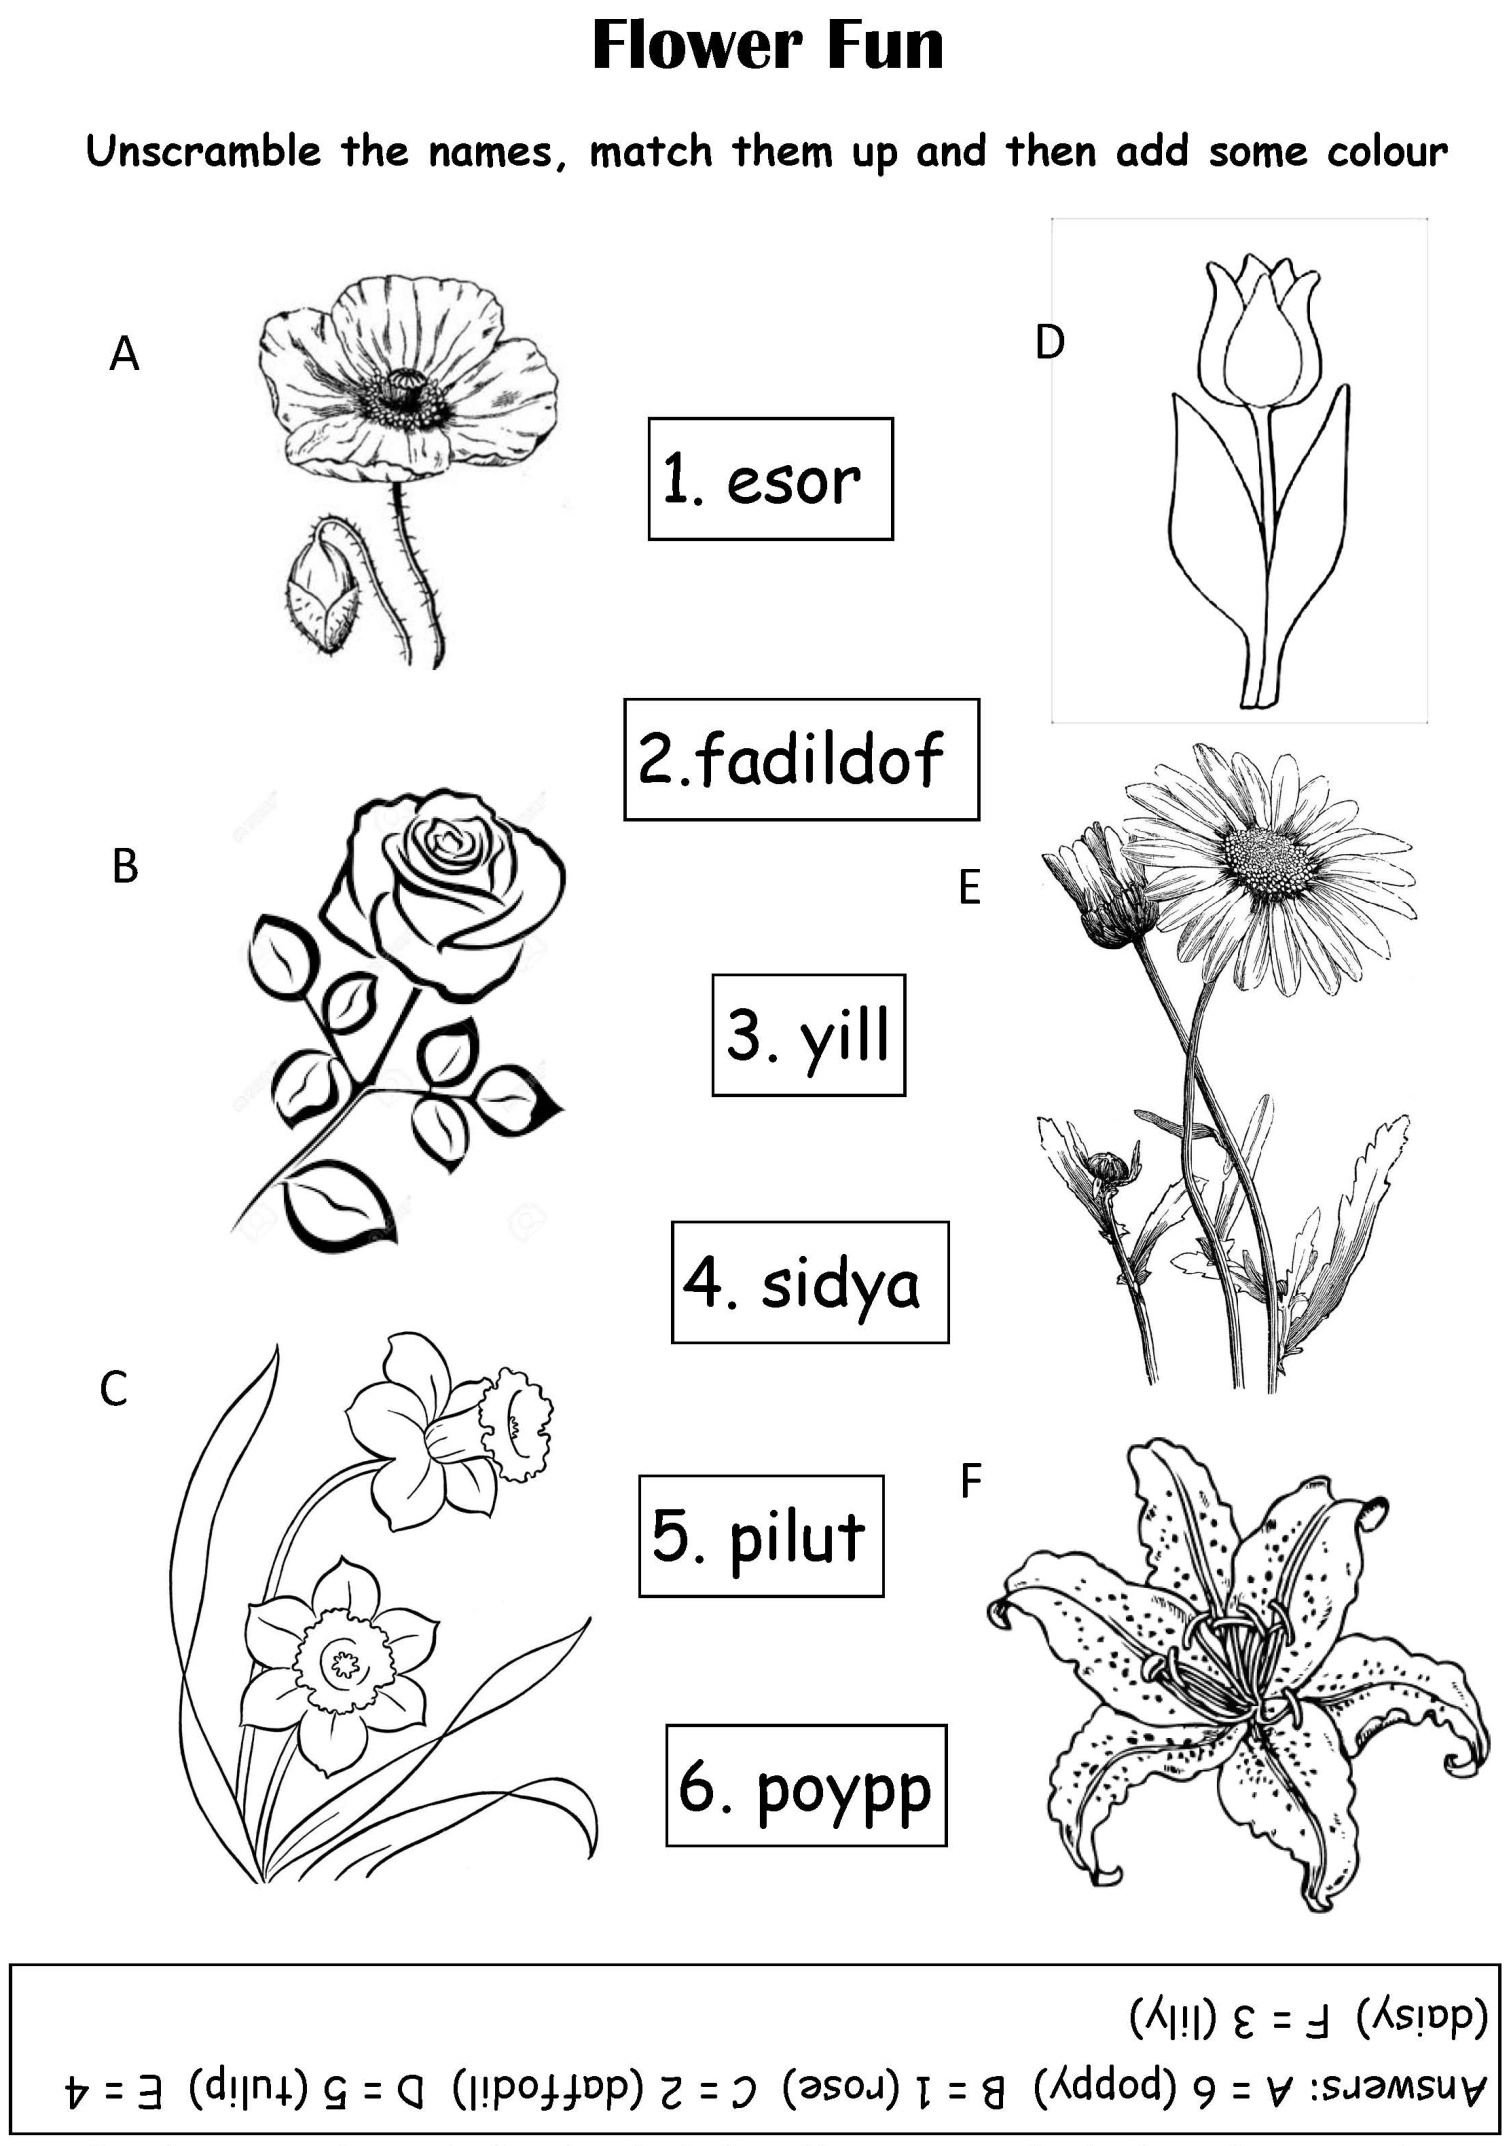 Flower Fun
Unscramble the names, match them up and then add some colour
A
D
1. esor
2.fadildof
B
E
3. yill
4. sidya
C
5. pilut
F
6. poypp
Answers: A = 6 (poppy) B = 1 (rose) C = 2 (daffodil) D = 5 (tulip) E = 4
(daisy) F = 3 (lily)